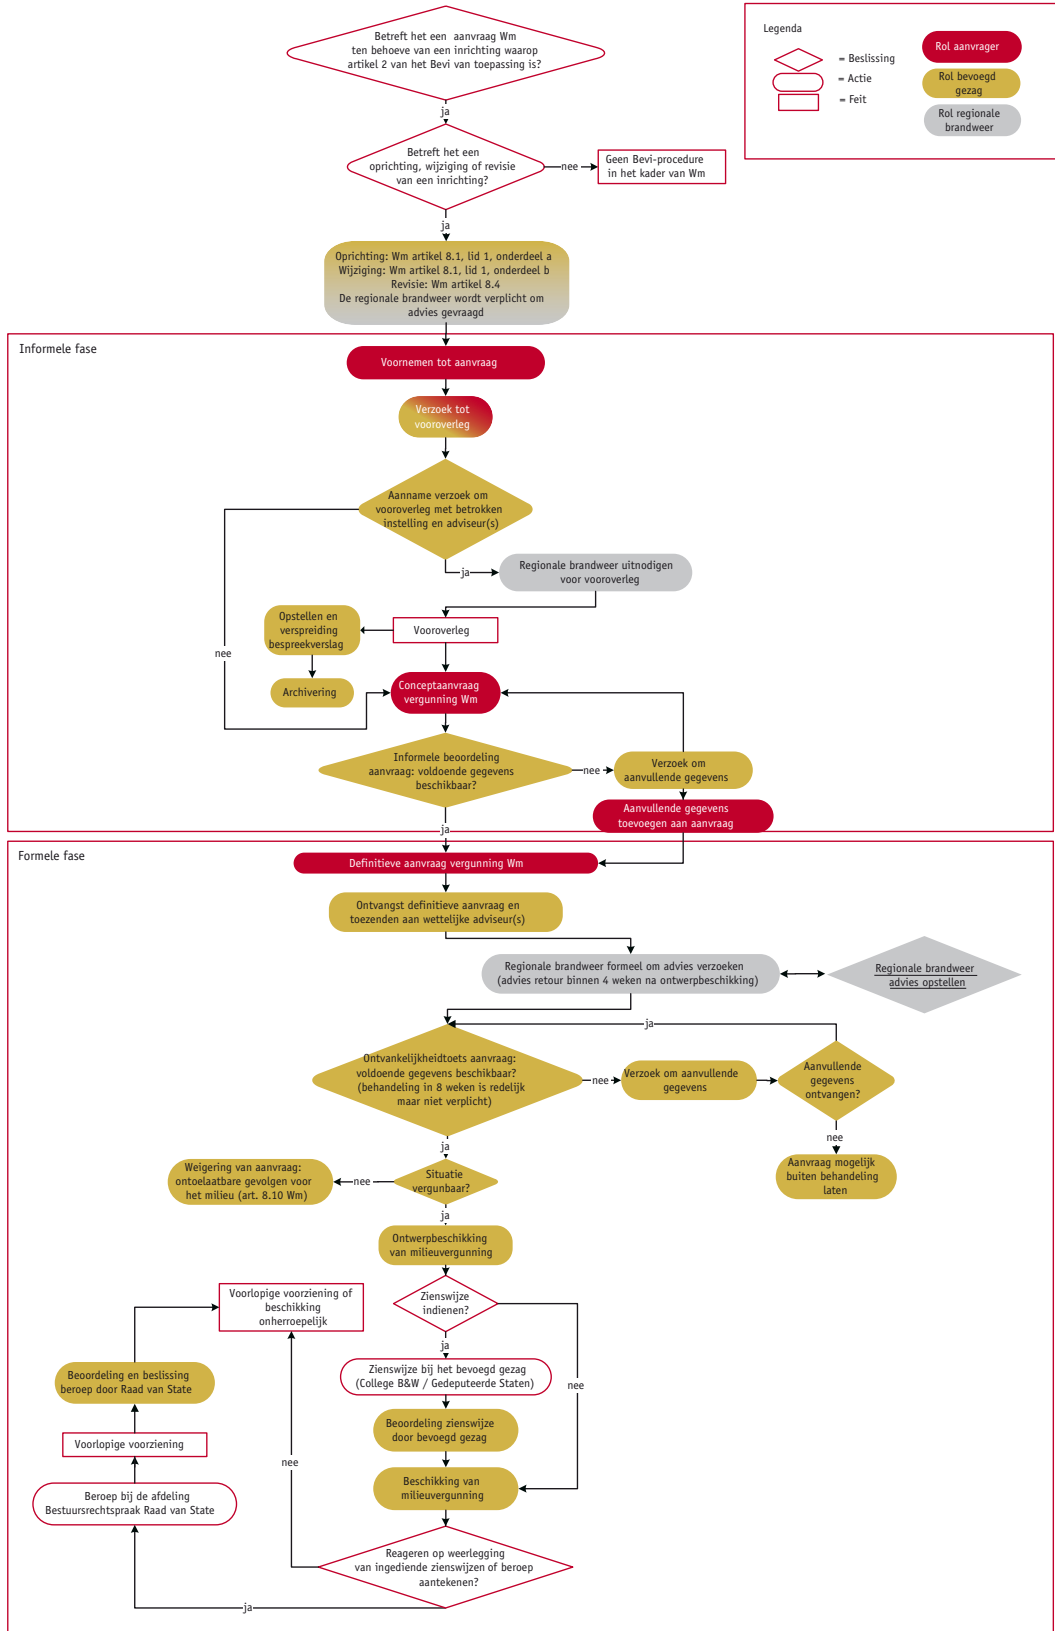 Betreft het een aanvraag Wm
ten behoeve van een inrichting waarop
artikel 2 van het Bevi van toepassing is?
Legenda
= Beslissing
= Actie
= Feit
Rol aanvrager
Rol bevoegd
gezag
Rol regionale
brandweer
ja
Betreft het een
oprichting, wijziging of revisie
van een inrichting?
nee
Geen Bevi-procedure
in het kader van Wm
ja
Oprichting: Wm artikel 8.1, lid 1, onderdeel a
Wijziging: Wm artikel 8.1, lid 1, onderdeel b
Revisie: Wm artikel 8.4
De regionale brandweer wordt verplicht om
advies gevraagd
Informele fase
Voornemen tot aanvraag
Verzoek tot
vooroverleg
Aanname verzoek om
vooroverleg met betrokken
instelling en adviseur(s)
ja
Regionale brandweer uitnodigen
voor vooroverleg
Opstellen en
verspreiding
bespreekverslag
Vooroverleg
nee
Archivering
Conceptaanvraag
vergunning Wm
Informele beoordeling
aanvraag: voldoende gegevens
beschikbaar?
nee
Verzoek om
aanvullende gegevens
Aanvullende gegevens
toevoegen aan aanvraag
ja
Formele fase
Definitieve aanvraag vergunning Wm
Ontvangst definitieve aanvraag en
toezenden aan wettelijke adviseur(s)
Regionale brandweer formeel om advies verzoeken
(advies retour binnen 4 weken na ontwerpbeschikking)
Regionale brandweer
advies opstellen
ja
Ontvankelijkheidtoets aanvraag:
voldoende gegevens beschikbaar?
(behandeling in 8 weken is redelijk
maar niet verplicht)
nee
Verzoek om aanvullende
gegevens
Aanvullende
gegevens
ontvangen?
nee
Aanvraag mogelijk
buiten behandeling
laten
ja
Situatie
vergunbaar?
nee
Weigering van aanvraag:
ontoelaatbare gevolgen voor
het milieu (art. 8.10 Wm)
ja
Ontwerpbeschikking
van milieuvergunning
Zienswijze
indienen?
Voorlopige voorziening of
beschikking
onherroepelijk
ja
Zienswijze bij het bevoegd gezag
(College B&W / Gedeputeerde Staten)
nee
Beoordeling en beslissing
beroep door Raad van State
Beoordeling zienswijze
door bevoegd gezag
Voorlopige voorziening
nee
Beschikking van
milieuvergunning
Beroep bij de afdeling
Bestuursrechtspraak Raad van State
Reageren op weerlegging
van ingediende zienswijzen of beroep
aantekenen?
ja